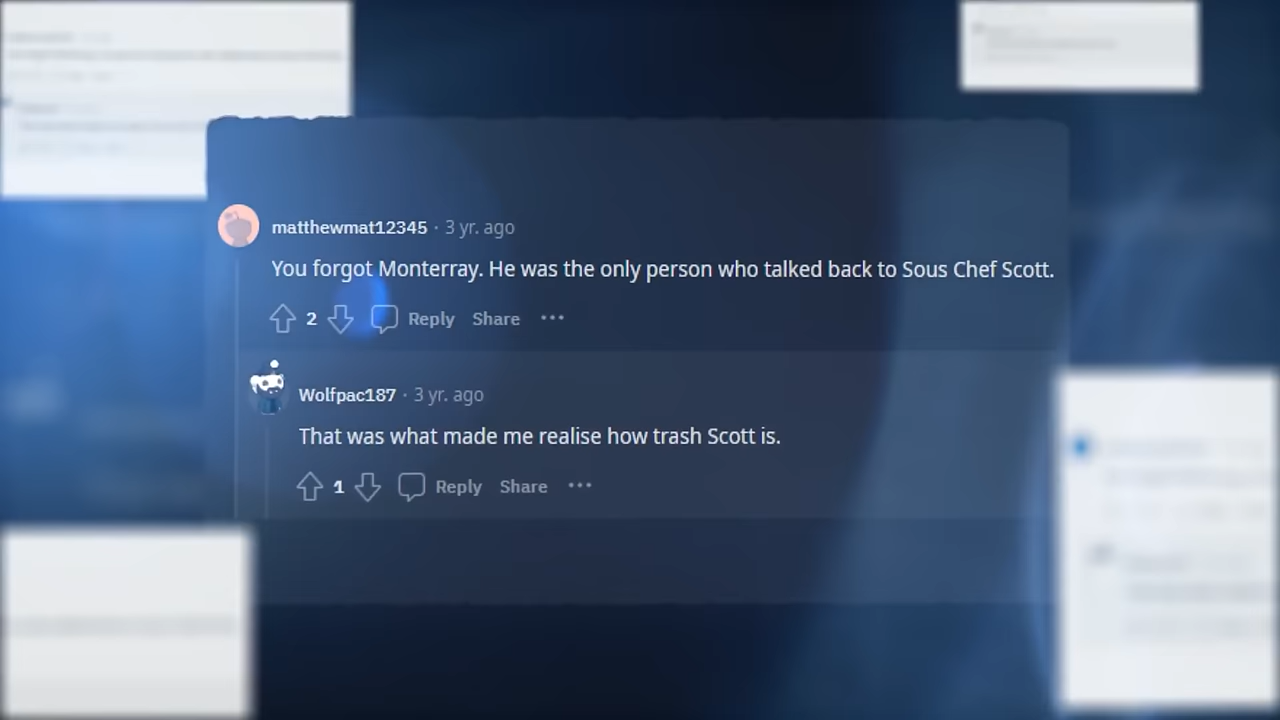 matthewmat12345 · 3 yr. ago
You forgot Monterray. He was the only person who talked back to Sous Chef Scott.
2 Reply Share ···
Wolfpac187 · 3 yr. ago
That was what made me realise how trash Scott is.
1 Reply Share ···